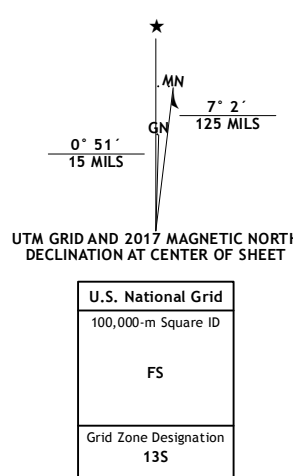 MN
GN
7° 2´
125 MILS
0° 51´
15 MILS
UTM GRID AND 2017 MAGNETIC NORTH
DECLINATION AT CENTER OF SHEET
U.S. National Grid
100,000-m Square ID
FS
Grid Zone Designation
13S